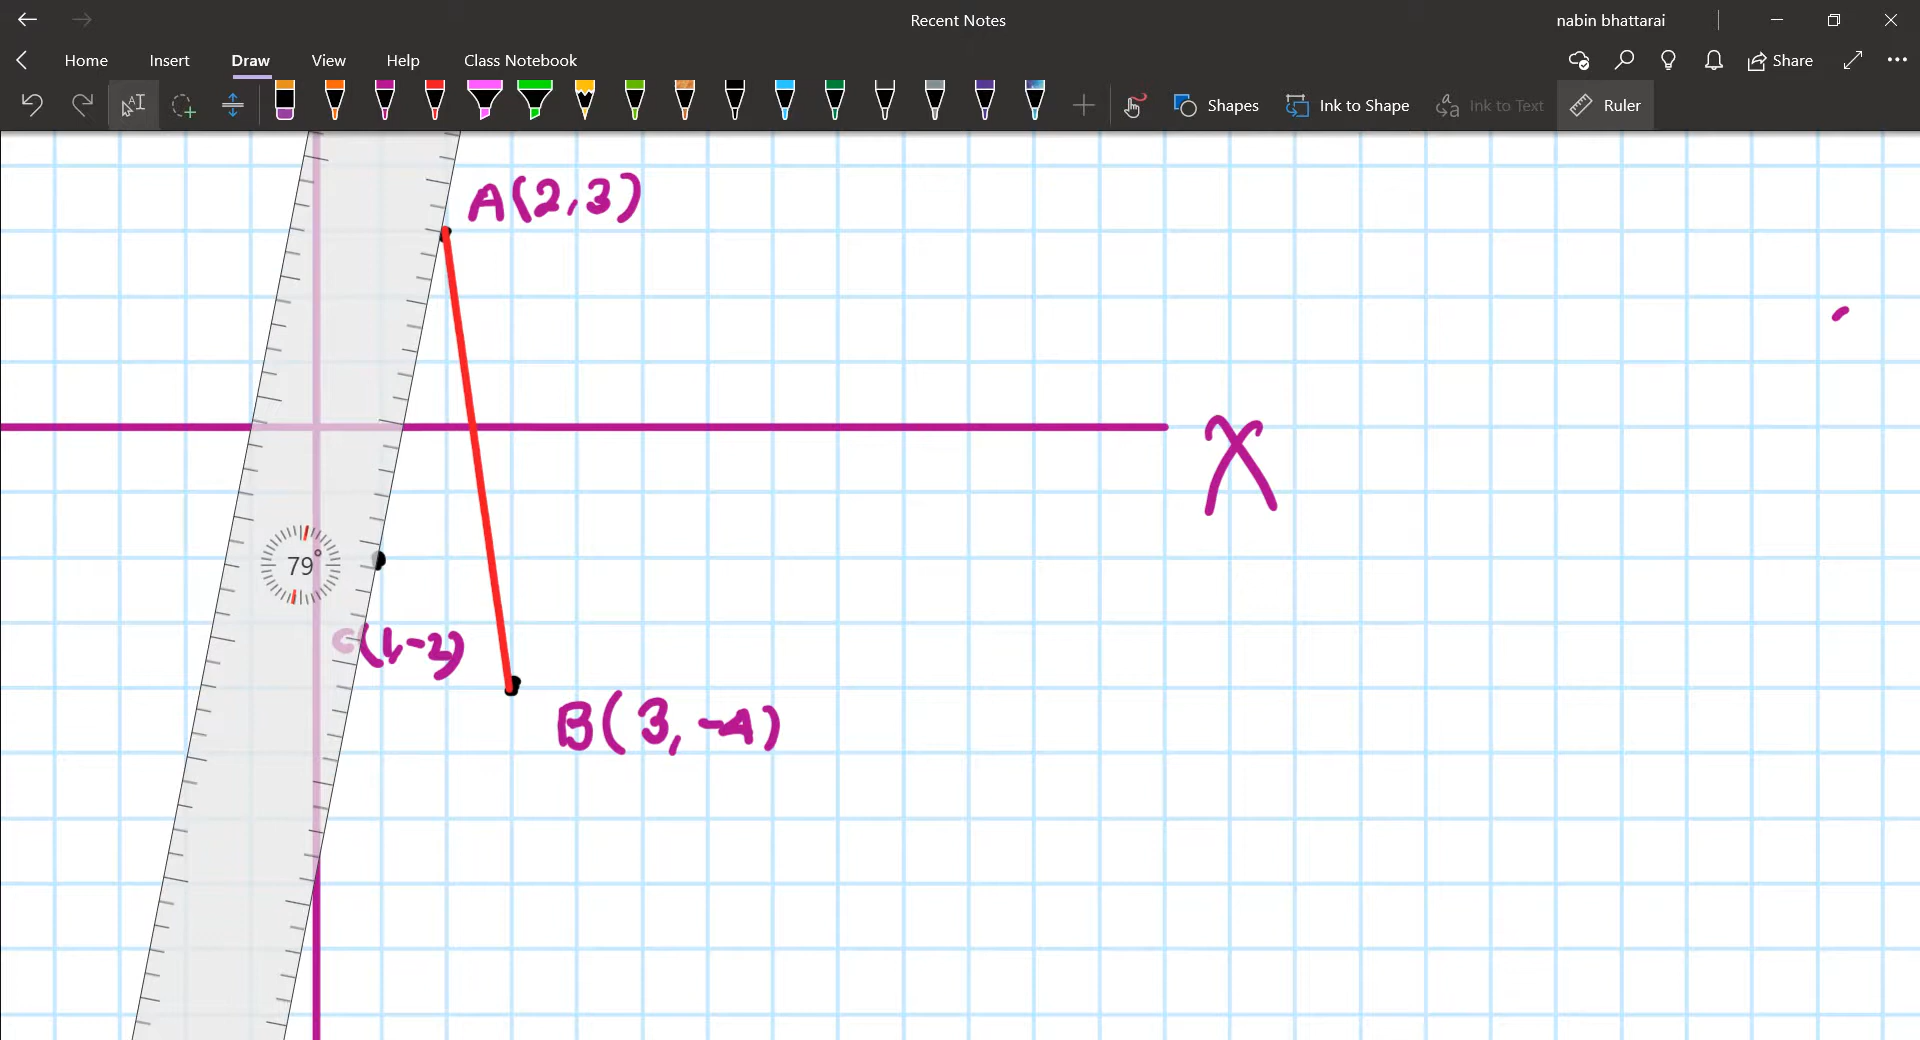 Recent Notes
nabin bhattarai
Home Insert Draw View Help Class Notebook
Share
Shapes Ink to Shape Ink to Text Ruler
A(2,3)
X
79°
C(1,-2)
B(3,-4)